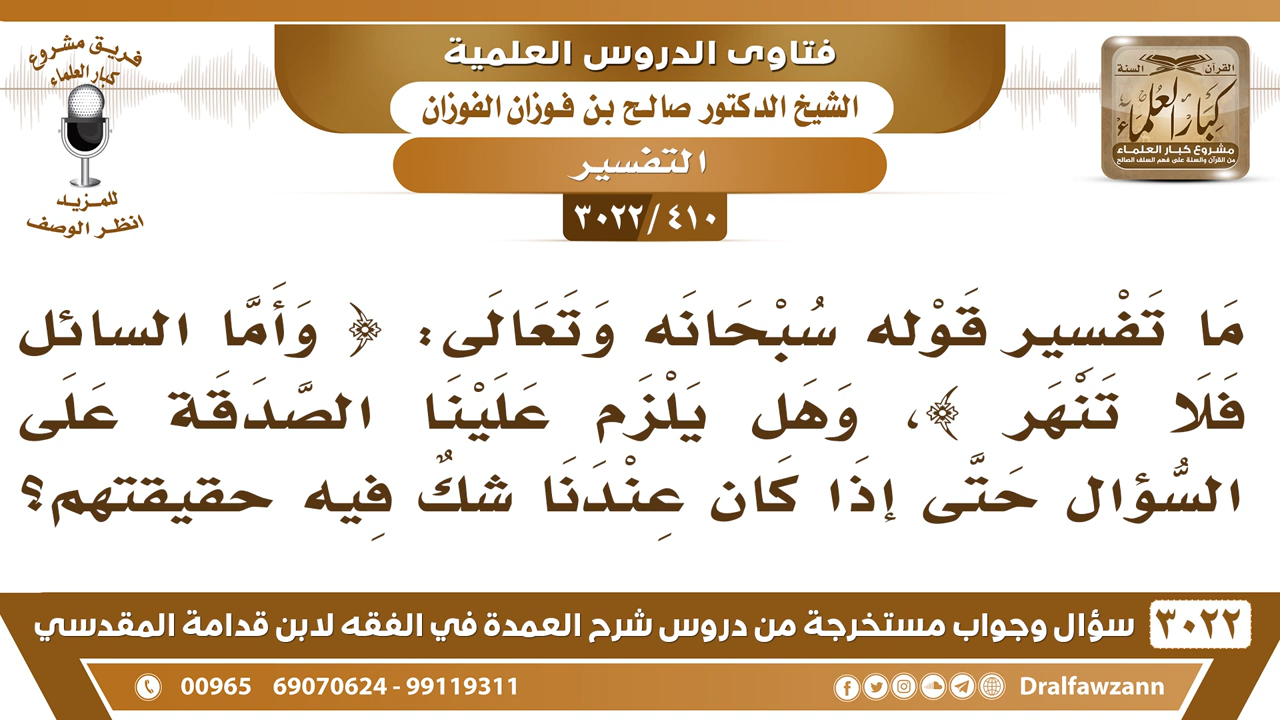 فتاوى الدروس العلمية
الشيخ الدكتور صالح بن فوزان الفوزان
التفسير
٣٠٢٢/٤١٠
فريق مشروع
كبار العلماء
للمزيد
انظر الوصف
القرآن السنة
كبار العلماء
مشروع كبار العلماء
من القرآن والسنة على فهم السلف الصالح
مَا تَفْسِير قَوْله سُبْحَانَه وَتَعَالَى: ﴿ وَأَمَّا السائل
فَلَا تَنْهَر ﴾، وَهَل يَلْزَم عَلَيْنَا الصَّدَقَة عَلَى
السُّؤال حَتَّى إذَا كَان عِنْدَنَا شكٌ فِيه حقيقتهم؟
٣٠٢٢ سؤال وجواب مستخرجة من دروس شرح العمدة في الفقه لابن قدامة المقدسي
00965 69070624 - 99119311
Dralfawzann